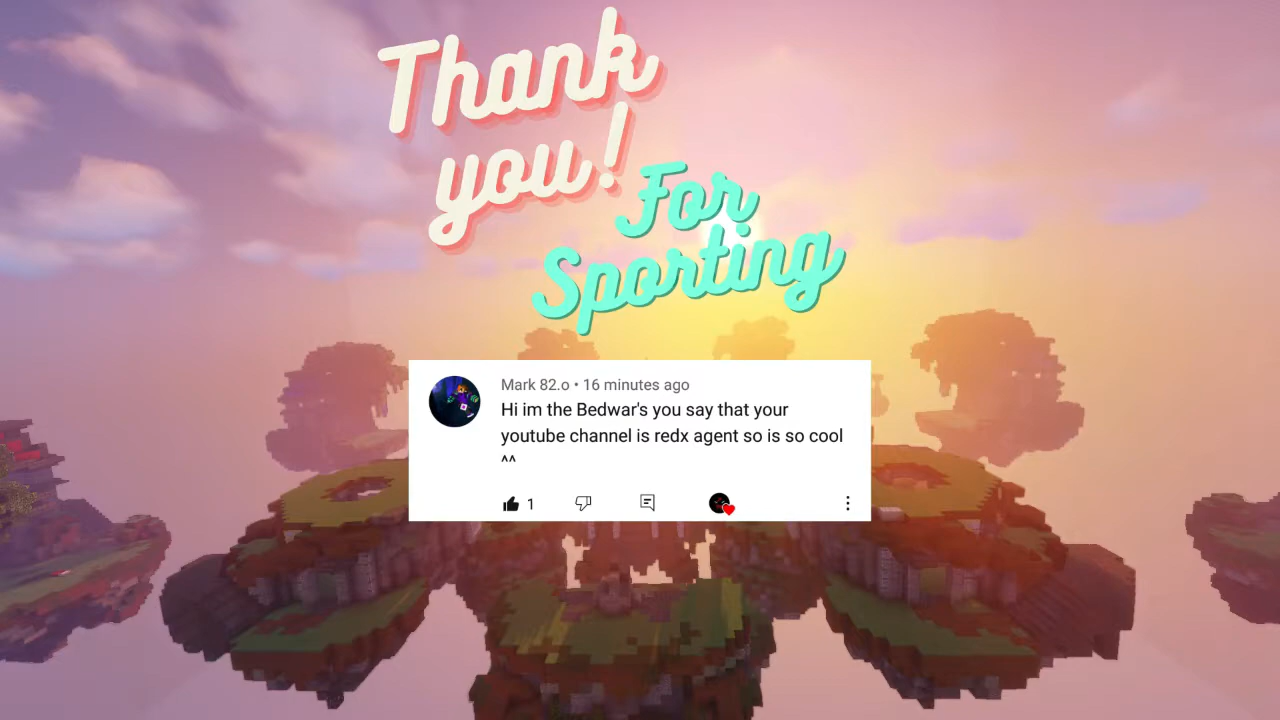 Thank
you!
For
Sporting
Mark 82.o • 16 minutes ago
Hi im the Bedwar's you say that your
youtube channel is redx agent so is so cool
^^
1